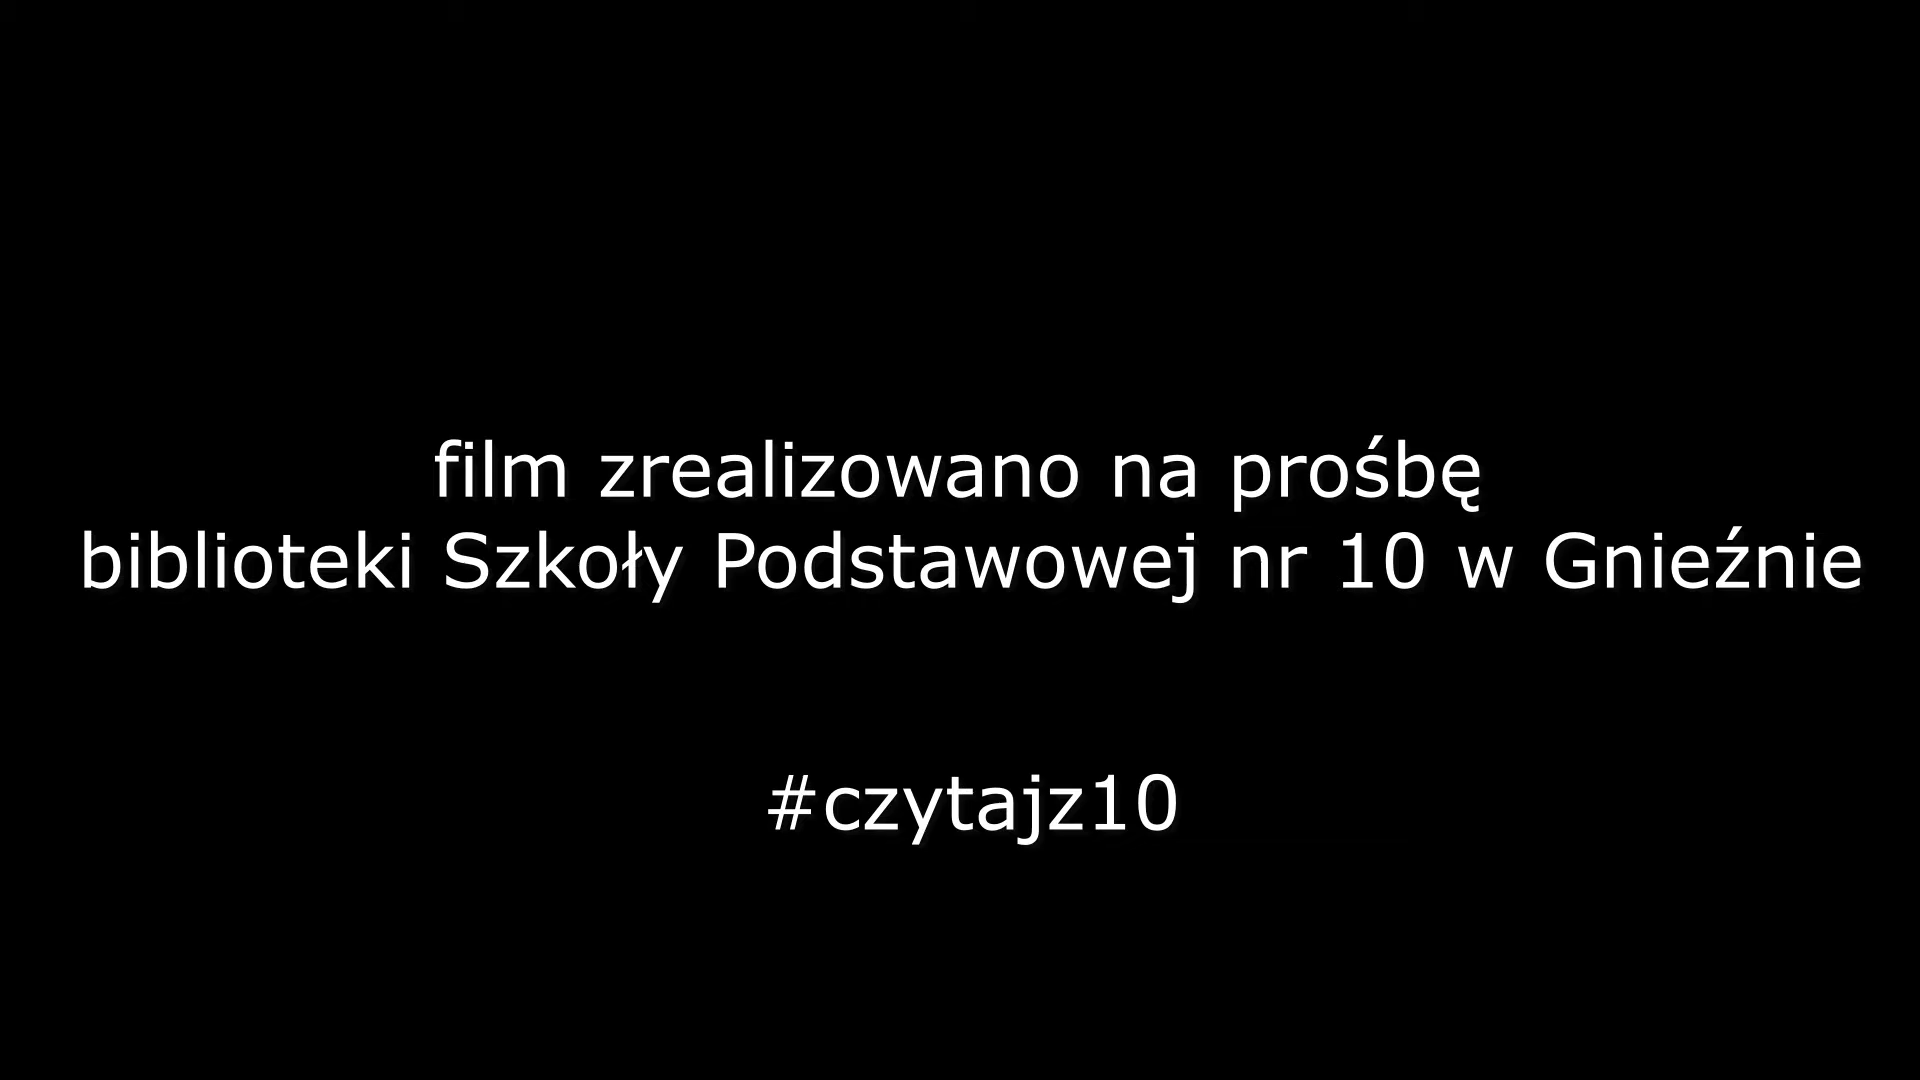 film zrealizowano na prośbę
biblioteki Szkoły Podstawowej nr 10 w Gnieźnie
#czytajz10